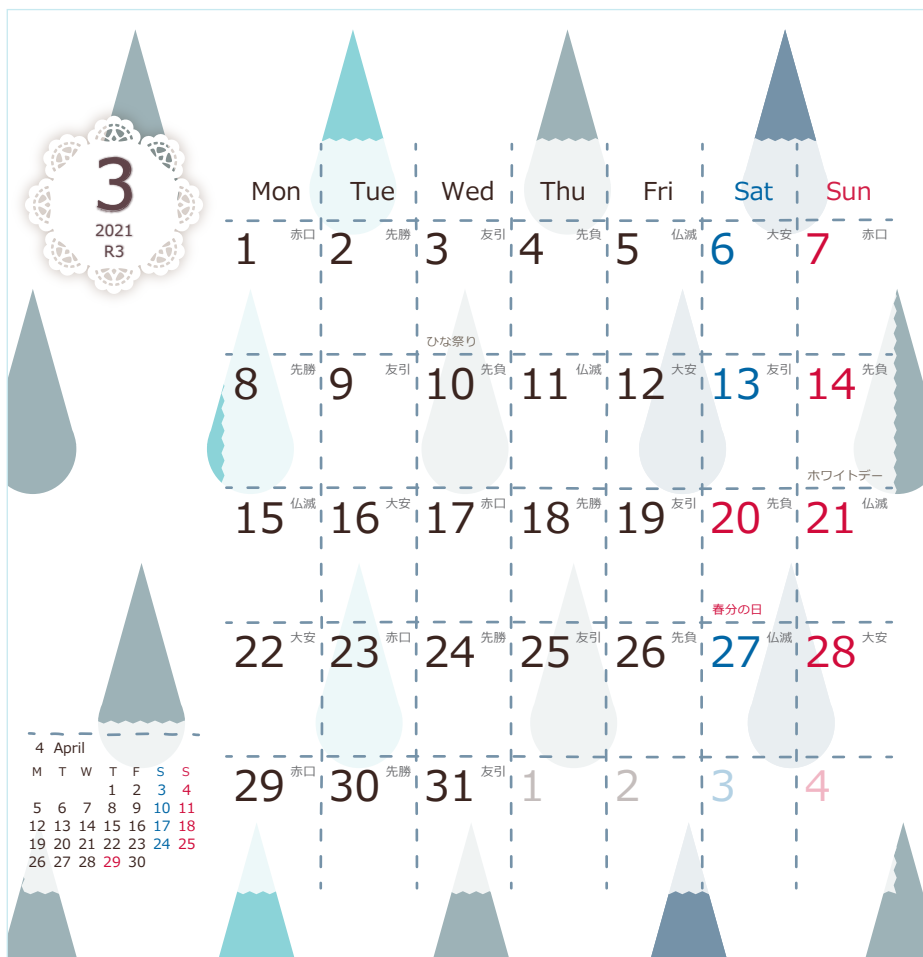 3
2021
R3
Mon Tue Wed Thu Fri Sat Sun
1 赤口 2 先勝 3 友引 4 先負 5 仏滅 6 大安 7 赤口
ひな祭り
8 先勝 9 友引 10 先負 11 仏滅 12 大安 13 友引 14 先負
ホワイトデー
15 仏滅 16 大安 17 赤口 18 先勝 19 友引 20 先負 21 仏滅
春分の日
22 大安 23 赤口 24 先勝 25 友引 26 先負 27 仏滅 28 大安
29 赤口 30 先勝 31 友引 1 2 3 4
4 April
M T W T F S S
1 2 3 4
5 6 7 8 9 10 11
12 13 14 15 16 17 18
19 20 21 22 23 24 25
26 27 28 29 30